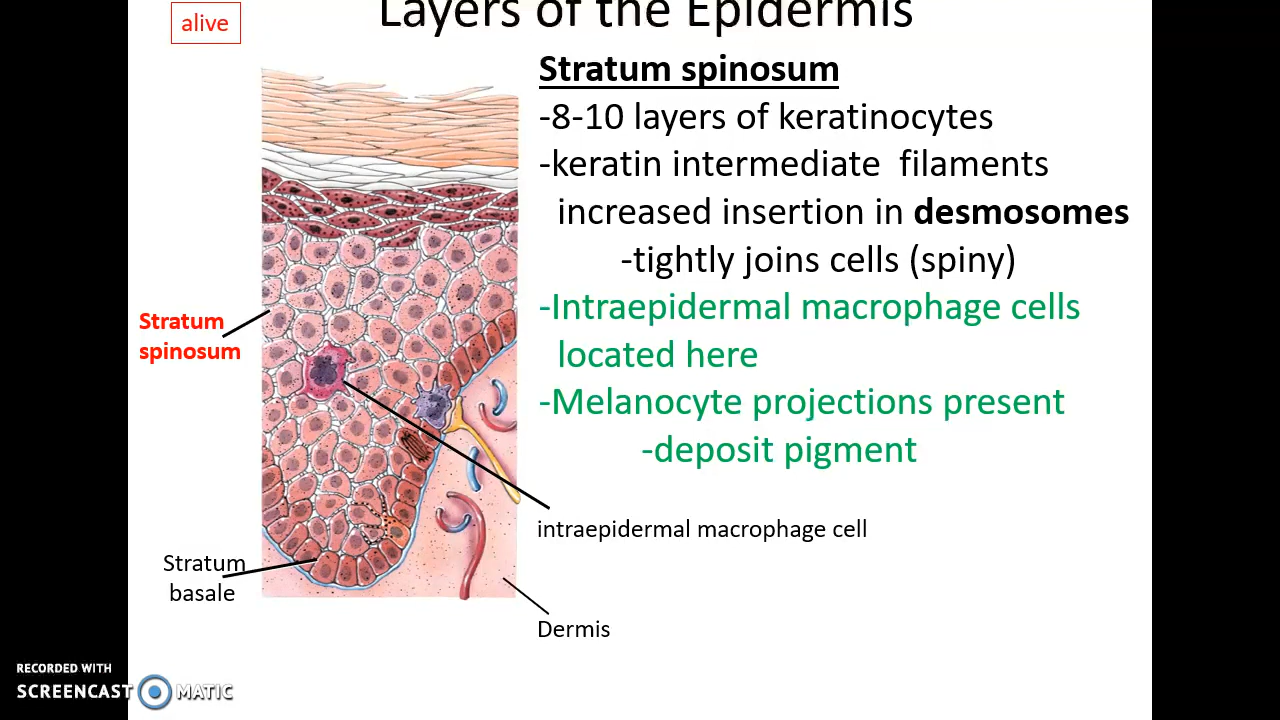 alive
Layers of the Epidermis
Stratum spinosum
-8-10 layers of keratinocytes
-keratin intermediate filaments
increased insertion in desmosomes
-tightly joins cells (spiny)
-Intraepidermal macrophage cells
located here
-Melanocyte projections present
-deposit pigment
Stratum
spinosum
intraepidermal macrophage cell
Stratum
basale
Dermis
RECORDED WITH
SCREENCAST MATIC